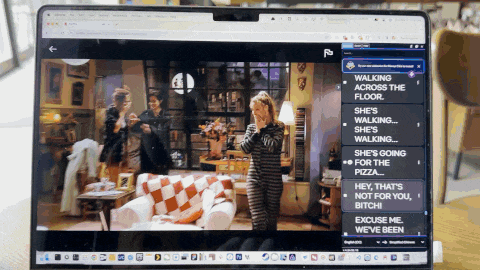 WALKING
ACROSS THE
FLOOR.
SHE'S
WALKING...
SHE'S
WALKING...
SHE'S GOING
FOR THE
PIZZA...
HEY, THAT'S
NOT FOR YOU,
BITCH!
EXCUSE ME.
WE'VE BEEN